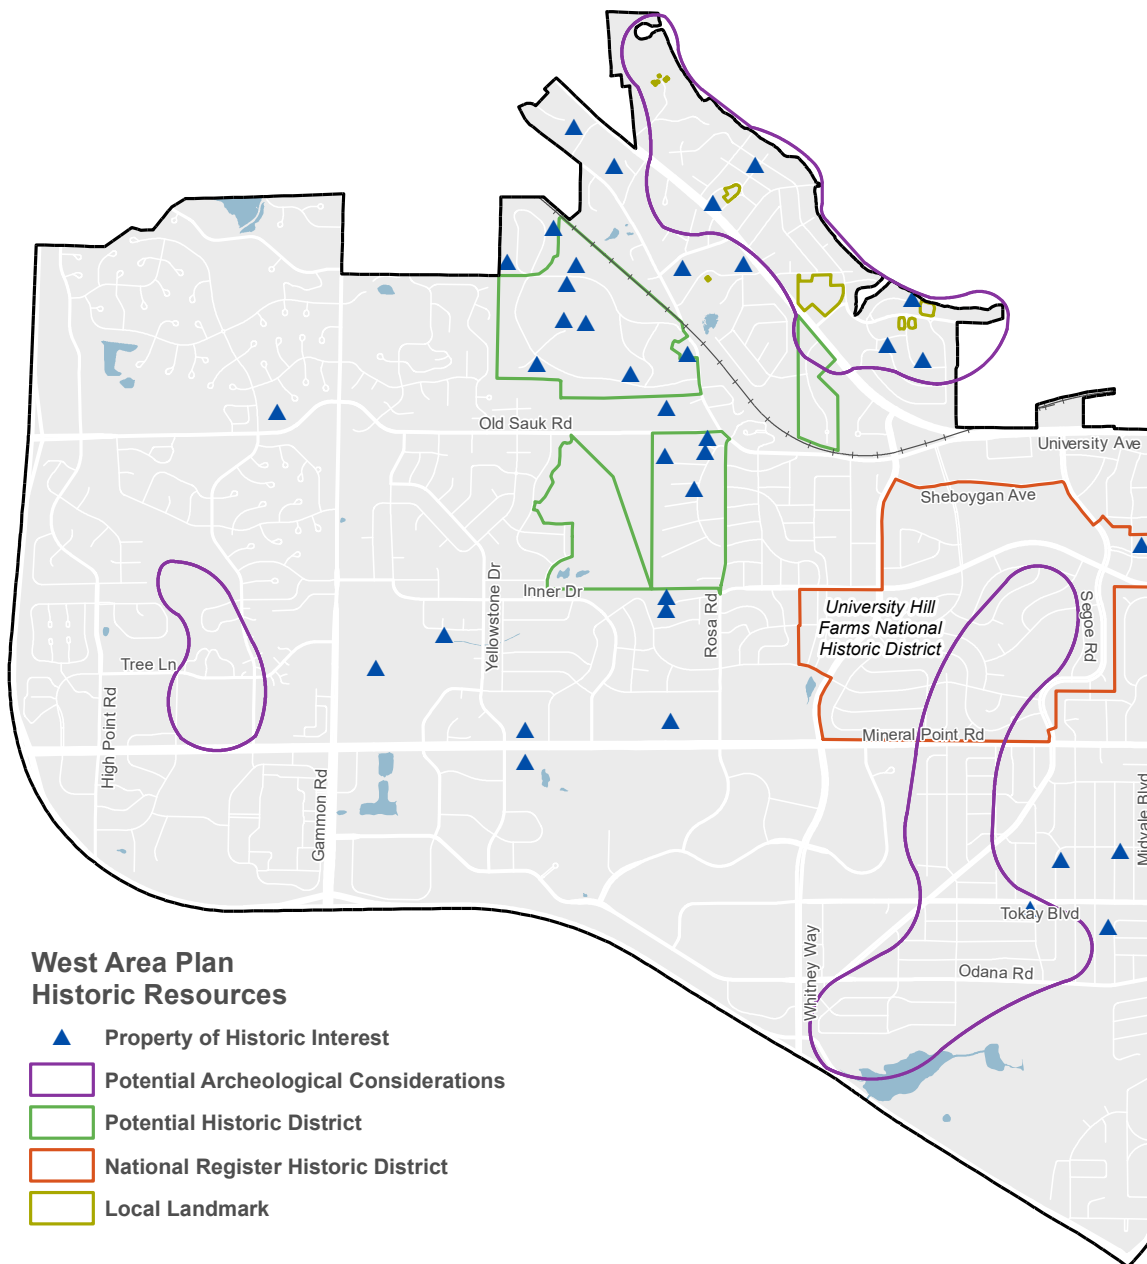 Old Sauk Rd
University Ave
Sheboygan Ave
Inner Dr
Yellowstone Dr
Rosa Rd
Segoe Rd
University Hill
Farms National
Historic District
Tree Ln
High Point Rd
Mineral Point Rd
Gammon Rd
Midvale Blvd
Tokay Blvd
Whitney Way
Odana Rd
West Area Plan
Historic Resources
Property of Historic Interest
Potential Archeological Considerations
Potential Historic District
National Register Historic District
Local Landmark